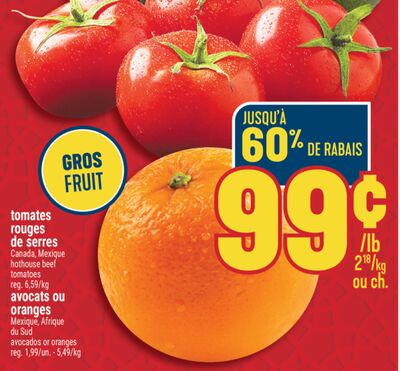 JUSQU'À
60% DE RABAIS
GROS
FRUIT
99¢
/lb
2 18/kg
ou ch.
tomates
rouges
de serres
Canada, Mexique
hothouse beef
tomatoes
reg. 6,59/kg
avocats ou
oranges
Mexique, Afrique
du Sud
avocados or oranges
reg. 1,99/un. - 5,49/kg